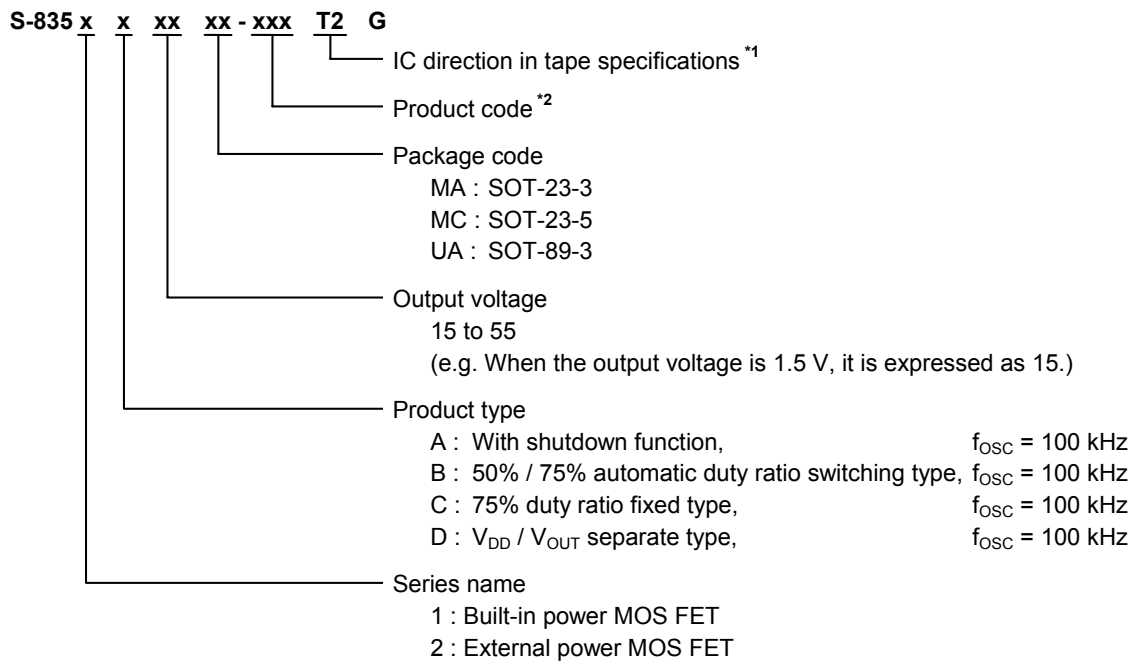 S-835 x x xx xx - xxx T2 G
IC direction in tape specifications *1
Product code *2
Package code
MA : SOT-23-3
MC : SOT-23-5
UA : SOT-89-3
Output voltage
15 to 55
(e.g. When the output voltage is 1.5 V, it is expressed as 15.)
Product type
A : With shutdown function, fOSC = 100 kHz
B : 50% / 75% automatic duty ratio switching type, fOSC = 100 kHz
C : 75% duty ratio fixed type, fOSC = 100 kHz
D : VDD / VOUT separate type, fOSC = 100 kHz
Series name
1 : Built-in power MOS FET
2 : External power MOS FET